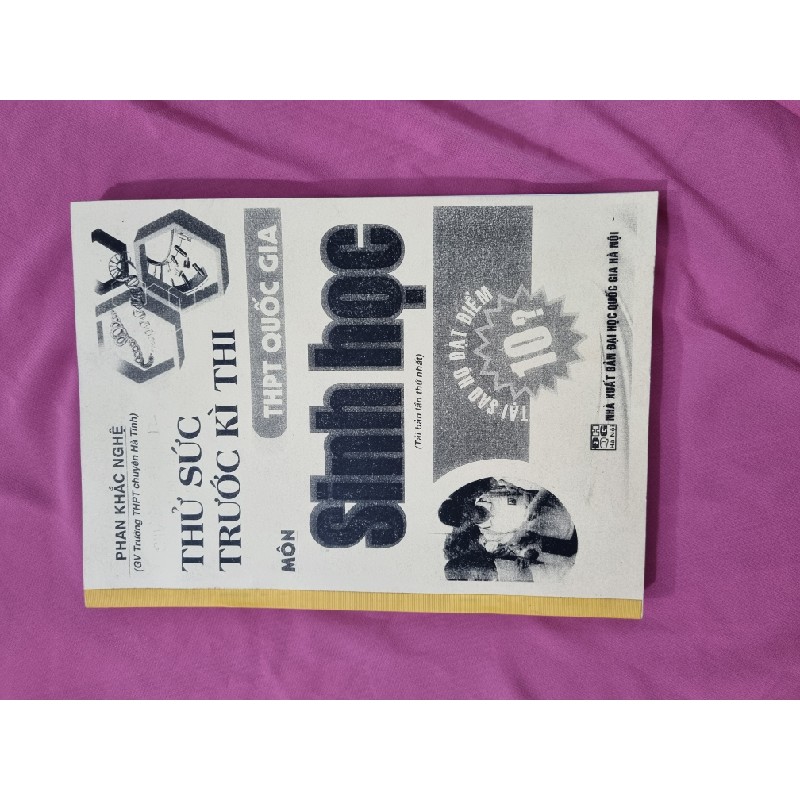 PHAN KHẮC NGHỆ
(GV Trường THPT chuyên Hà Tĩnh)
THỬ SỨC
TRƯỚC KÌ THI
THPT QUỐC GIA
MÔN
Sinh học
(Tái bản lần thứ nhất)
TẠI SAO HỌ ĐẠT ĐIỂM
10?
NHÀ XUẤT BẢN ĐẠI HỌC QUỐC GIA HÀ NỘI